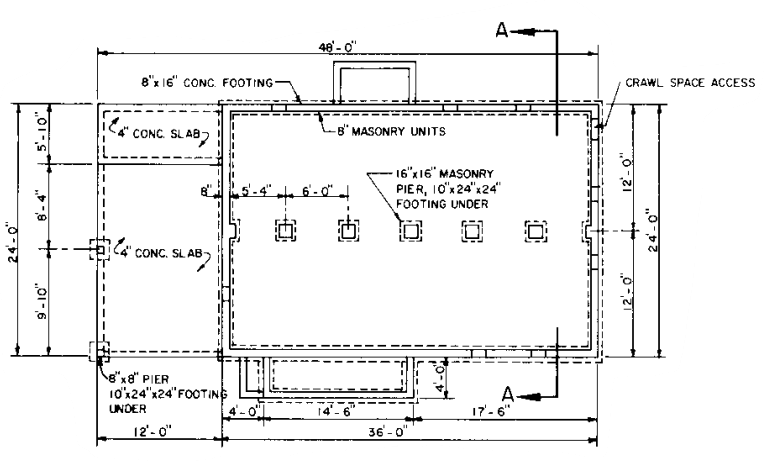 A
48'-0"
8"x16" CONC. FOOTING
CRAWL SPACE ACCESS
4" CONC. SLAB
8" MASONRY UNITS
5'-10"
16"x16" MASONRY
PIER, 10"x24"x24"
FOOTING UNDER
8"
5'-4"
6'-0"
12'-0"
8'-4"
24'-0"
24'-0"
4" CONC. SLAB
9'-10"
12'-0"
8"x8" PIER
10"x24"x24" FOOTING
UNDER
4'-0"
A
4'-0"
14'-6"
17'-6"
12'-0"
36'-0"